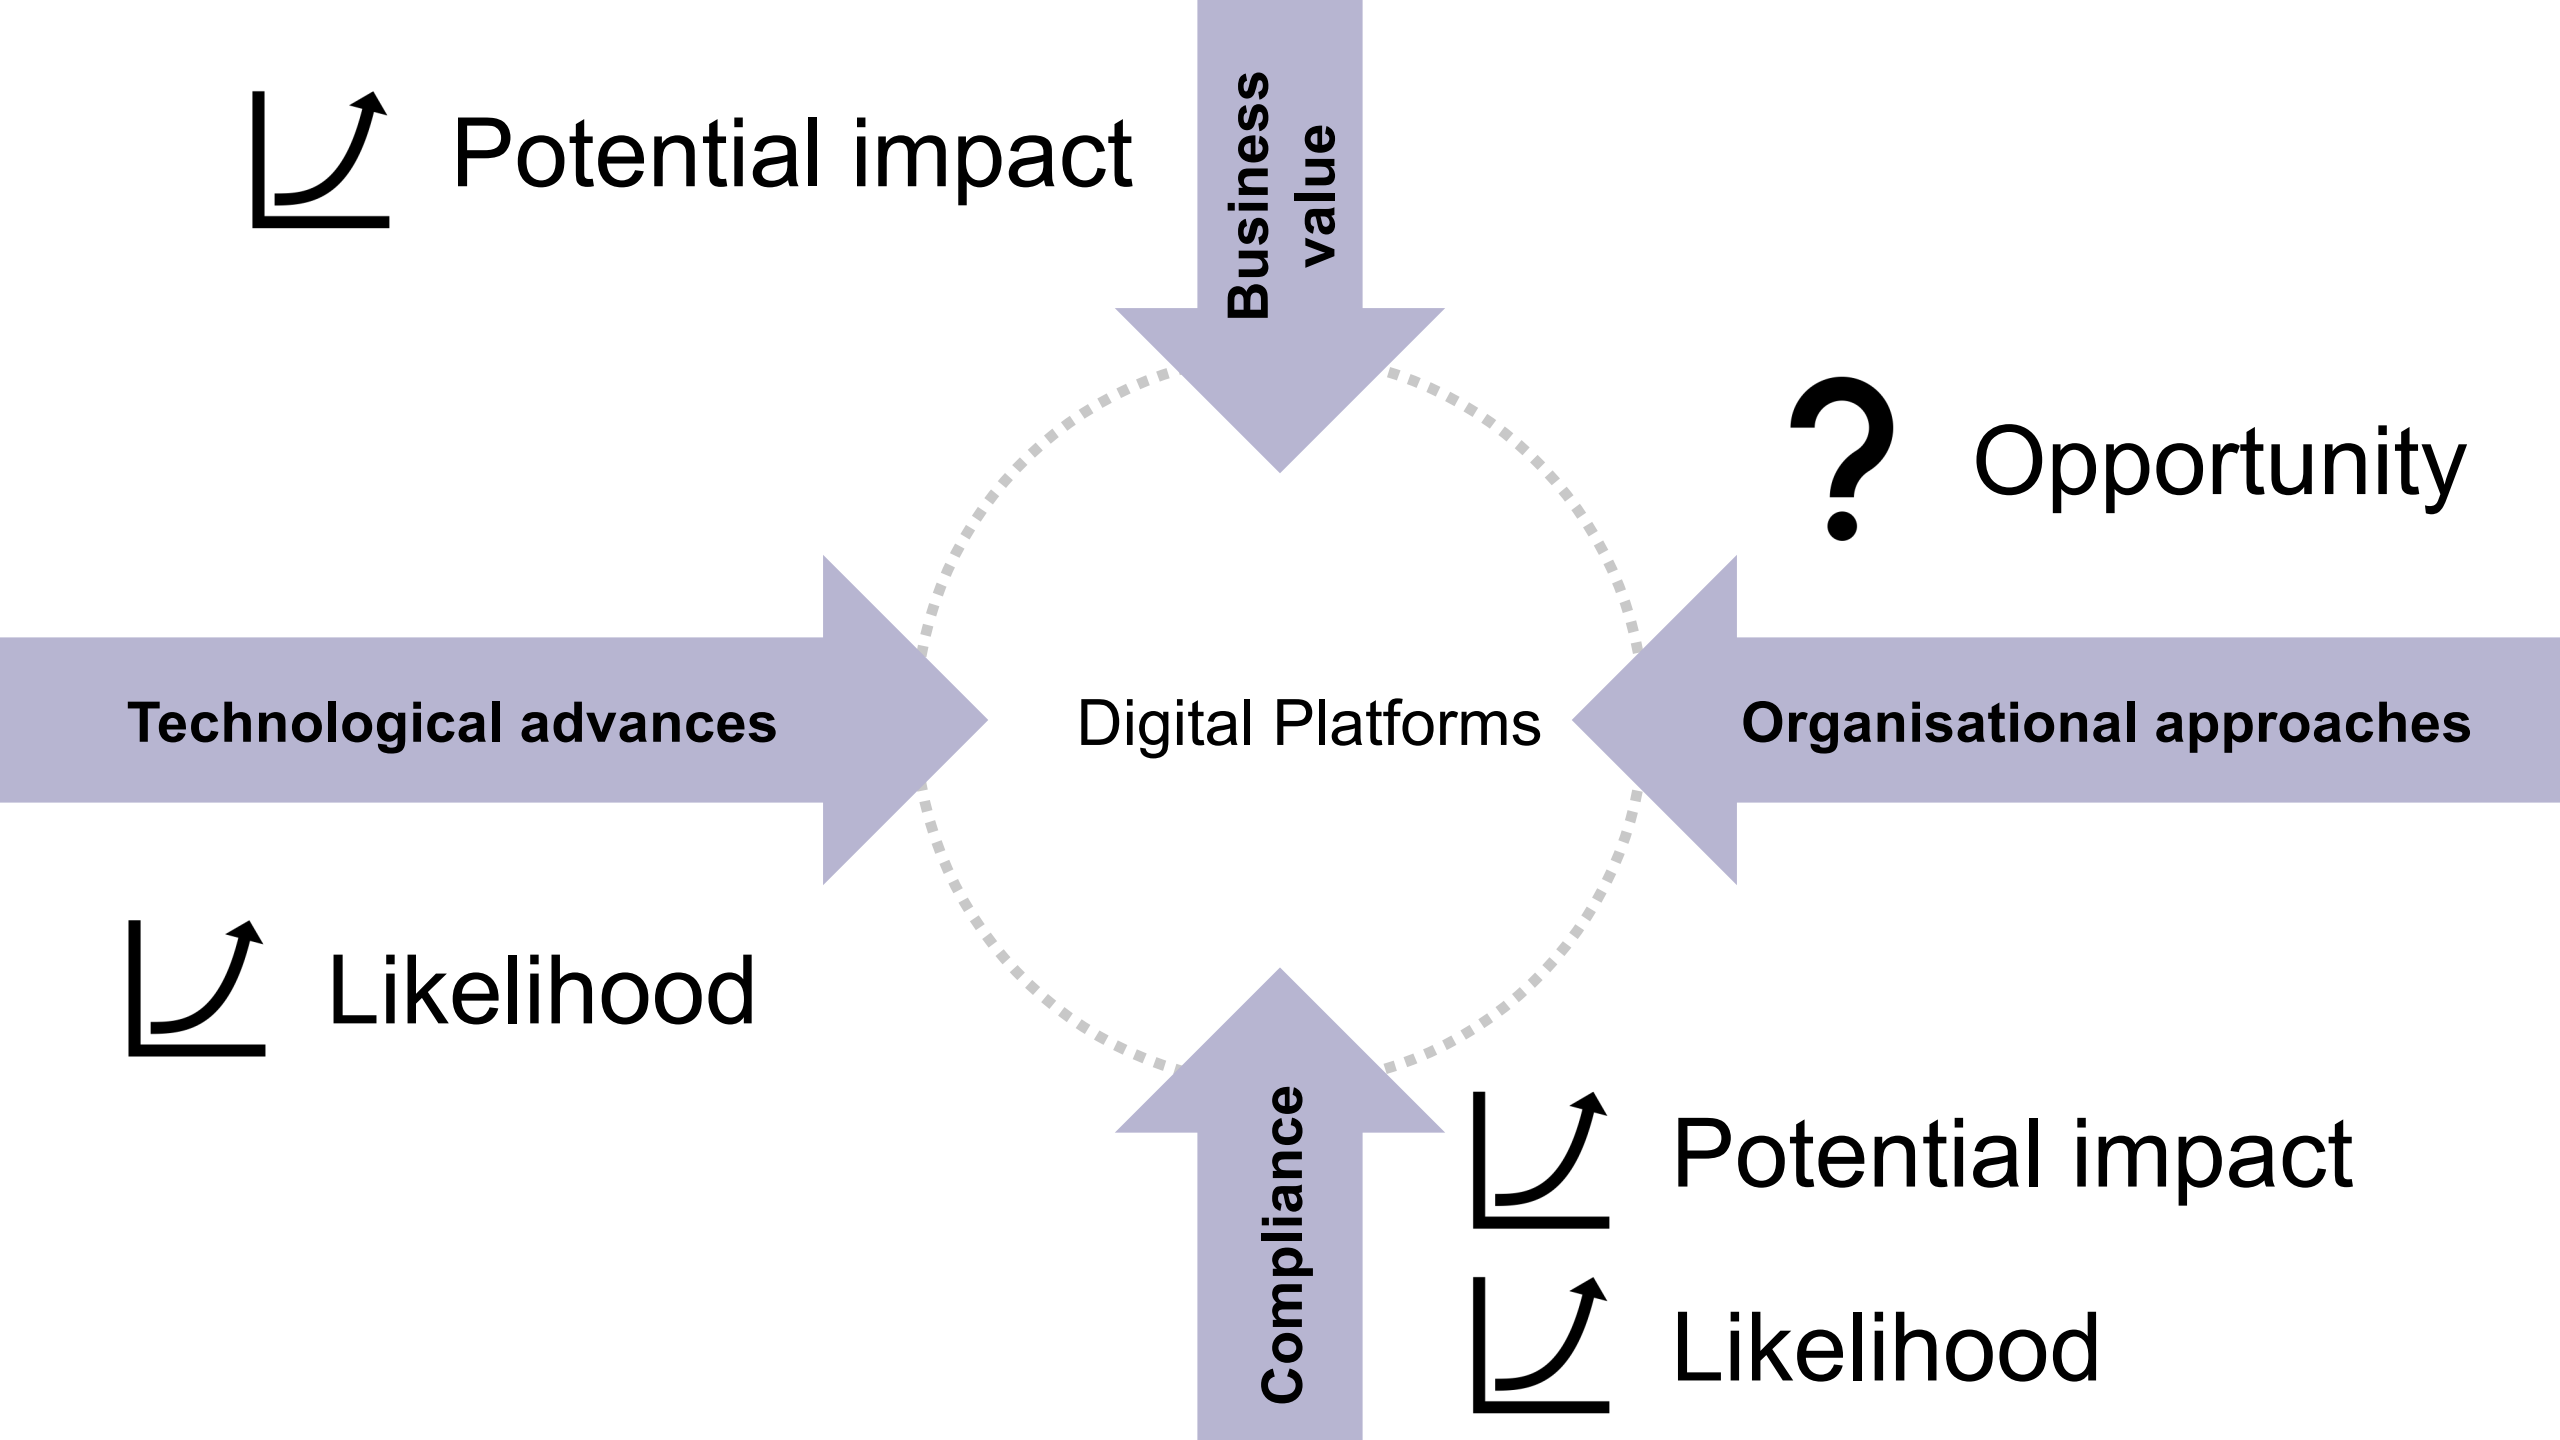 Potential impact
Business
value
Opportunity
Technological advances
Digital Platforms
Organisational approaches
Likelihood
Compliance
Potential impact
Likelihood